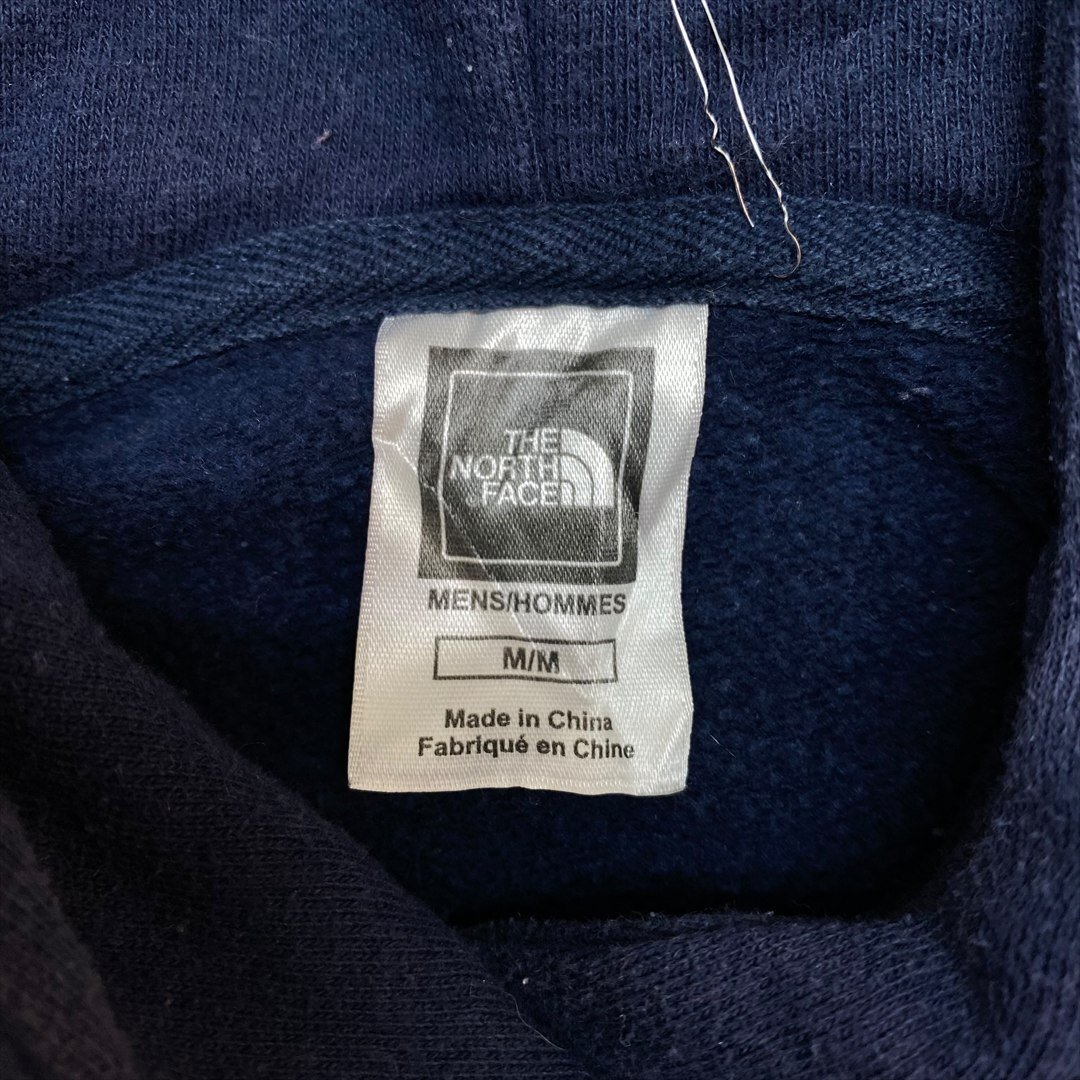 THE
NORTH
FACE
MENS/HOMMES
M/M
Made in China
Fabriqué en Chine